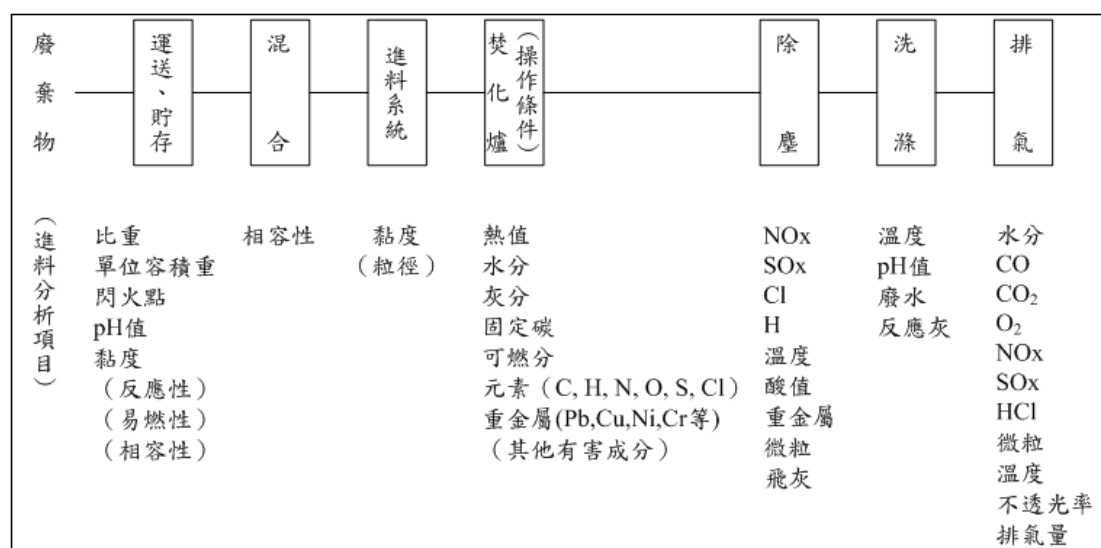 廢棄物
運送、貯存
混合
進料系統
焚化爐
（操作條件）
除塵
洗滌
排氣
（進料分析項目）
比重
單位容積重
閃火點
pH值
黏度
（反應性）
（易燃性）
（相容性）
相容性
黏度
（粒徑）
熱值
水分
灰分
固定碳
可燃分
元素（C, H, N, O, S, Cl）
重金屬(Pb,Cu,Ni,Cr等)
（其他有害成分）
NOx
SOx
Cl
H
溫度
酸值
重金屬
微粒
飛灰
溫度
pH值
廢水
反應灰
水分
CO
CO₂
O₂
NOx
SOx
HCl
微粒
溫度
不透光率
排氣量